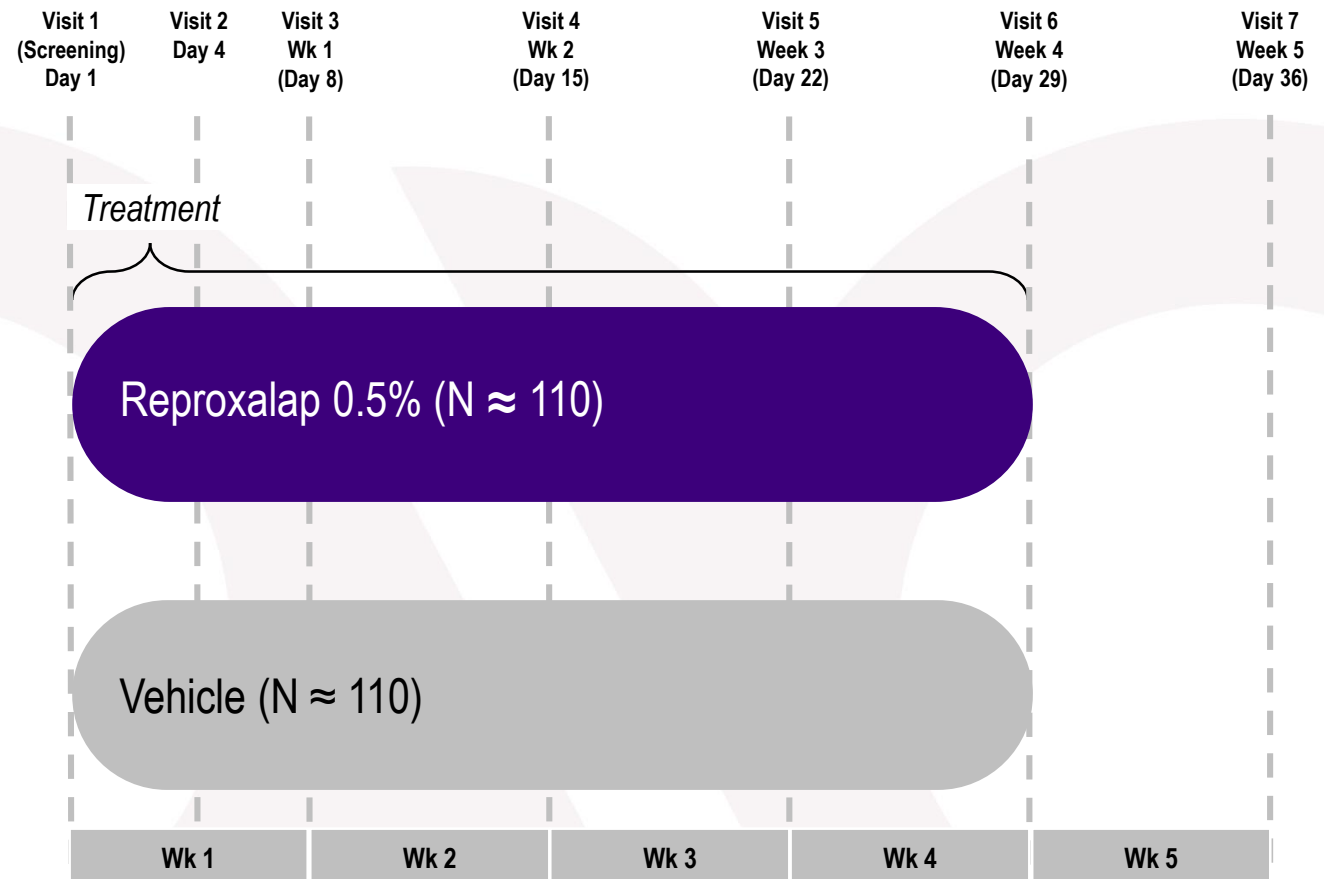 Visit 1
(Screening)
Day 1
Visit 2
Day 4
Visit 3
Wk 1
(Day 8)
Visit 4
Wk 2
(Day 15)
Visit 5
Week 3
(Day 22)
Visit 6
Week 4
(Day 29)
Visit 7
Week 5
(Day 36)
Treatment
Reproxalap 0.5% (N ≈ 110)
Vehicle (N ≈ 110)
Wk 1
Wk 2
Wk 3
Wk 4
Wk 5